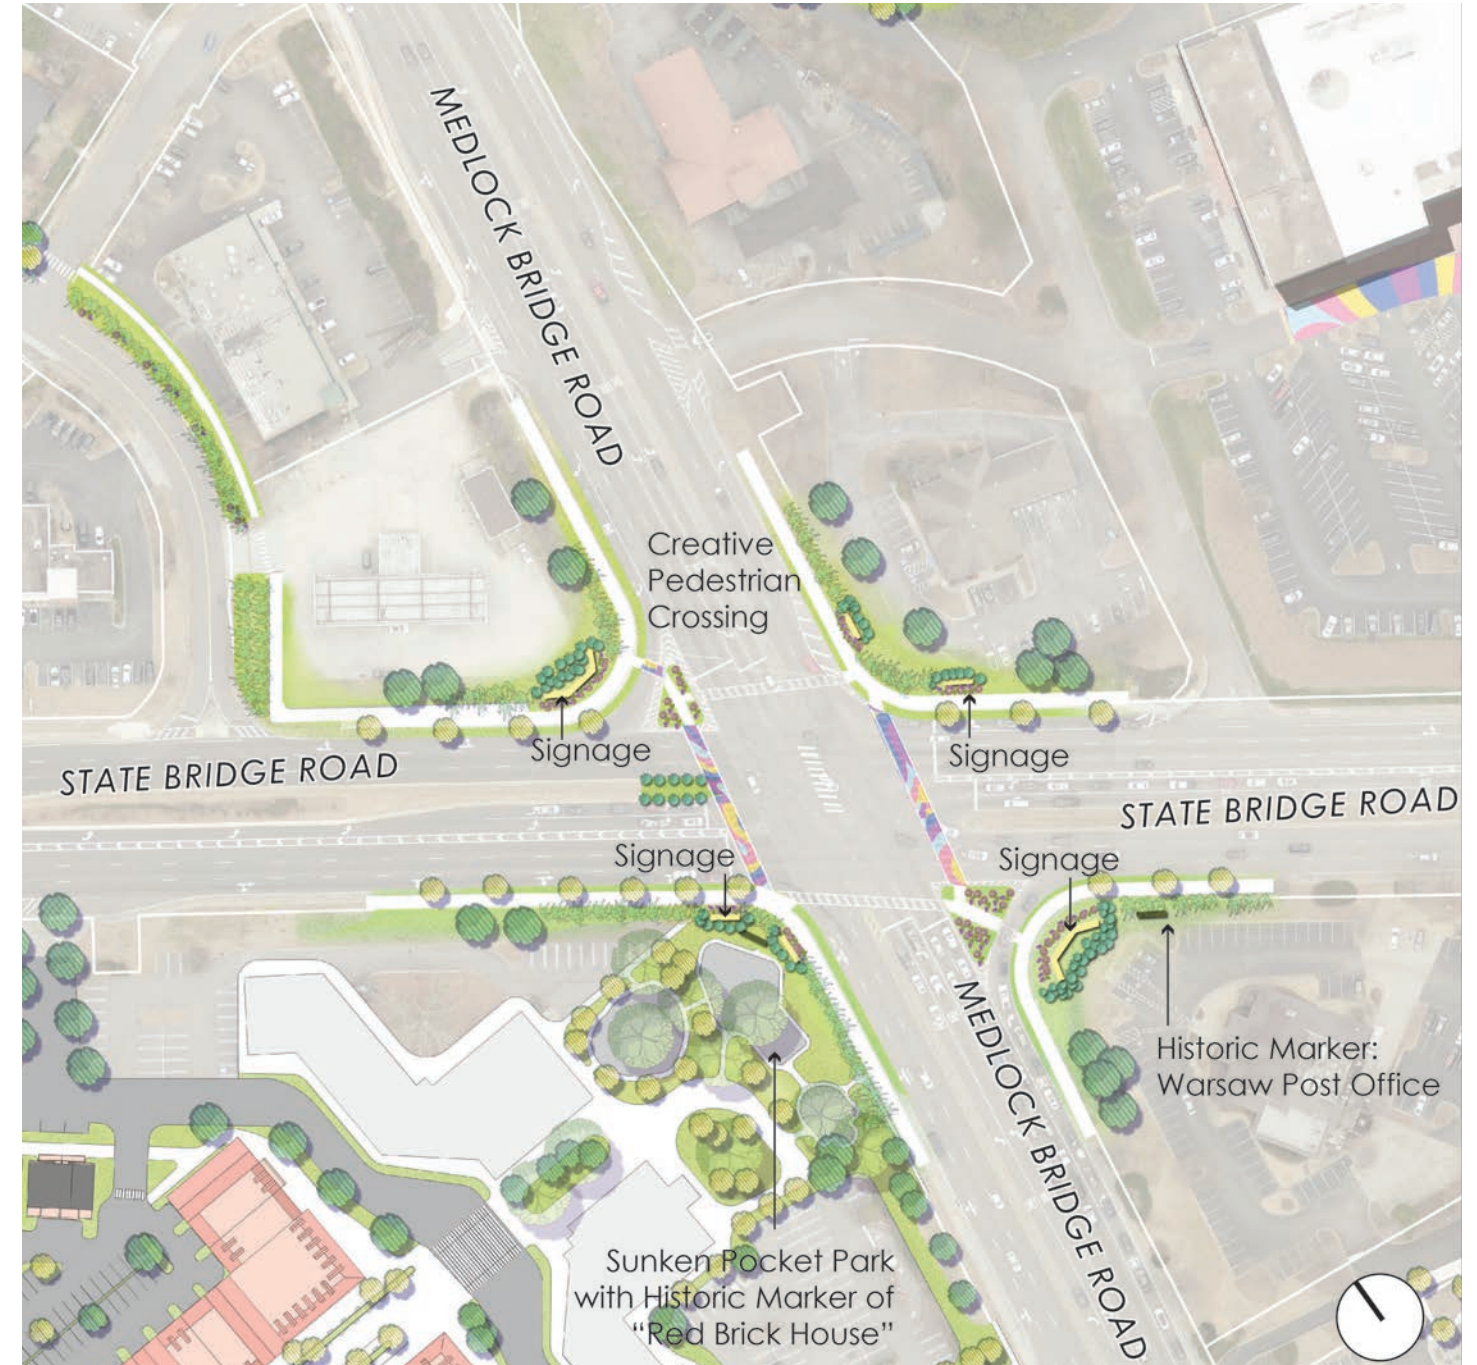 MEDLOCK BRIDGE ROAD
Creative
Pedestrian
Crossing
Signage
Signage
STATE BRIDGE ROAD
STATE BRIDGE ROAD
Signage
Signage
MEDLOCK BRIDGE ROAD
Historic Marker:
Warsaw Post Office
Sunken Pocket Park
with Historic Marker of
“Red Brick House”